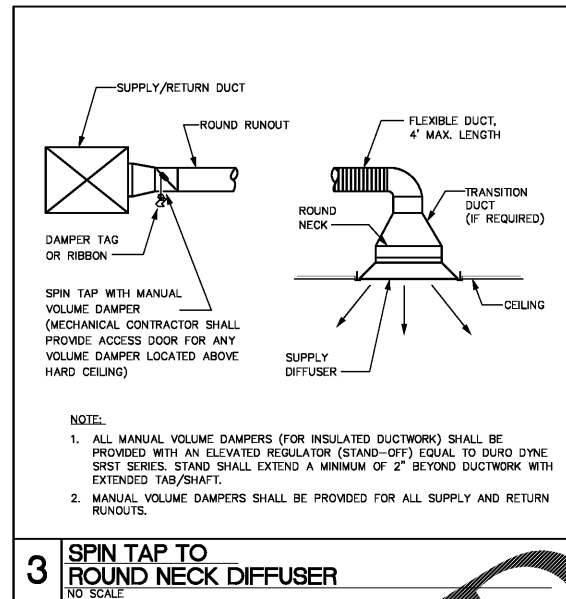 SUPPLY/RETURN DUCT
ROUND RUNOUT
DAMPER TAG
OR RIBBON
SPIN TAP WITH MANUAL
VOLUME DAMPER
(MECHANICAL CONTRACTOR SHALL
PROVIDE ACCESS DOOR FOR ANY
VOLUME DAMPER LOCATED ABOVE
HARD CEILING)
FLEXIBLE DUCT,
4' MAX. LENGTH
TRANSITION
DUCT
(IF REQUIRED)
ROUND
NECK
CEILING
SUPPLY
DIFFUSER
NOTE:
1. ALL MANUAL VOLUME DAMPERS (FOR INSULATED DUCTWORK) SHALL BE
PROVIDED WITH AN ELEVATED REGULATOR (STAND-OFF) EQUAL TO DURO DYNE
SRST SERIES. STAND SHALL EXTEND A MINIMUM OF 2" BEYOND DUCTWORK WITH
EXTENDED TAB/SHAFT.
2. MANUAL VOLUME DAMPERS SHALL BE PROVIDED FOR ALL SUPPLY AND RETURN
RUNOUTS.
3
SPIN TAP TO
ROUND NECK DIFFUSER
NO SCALE